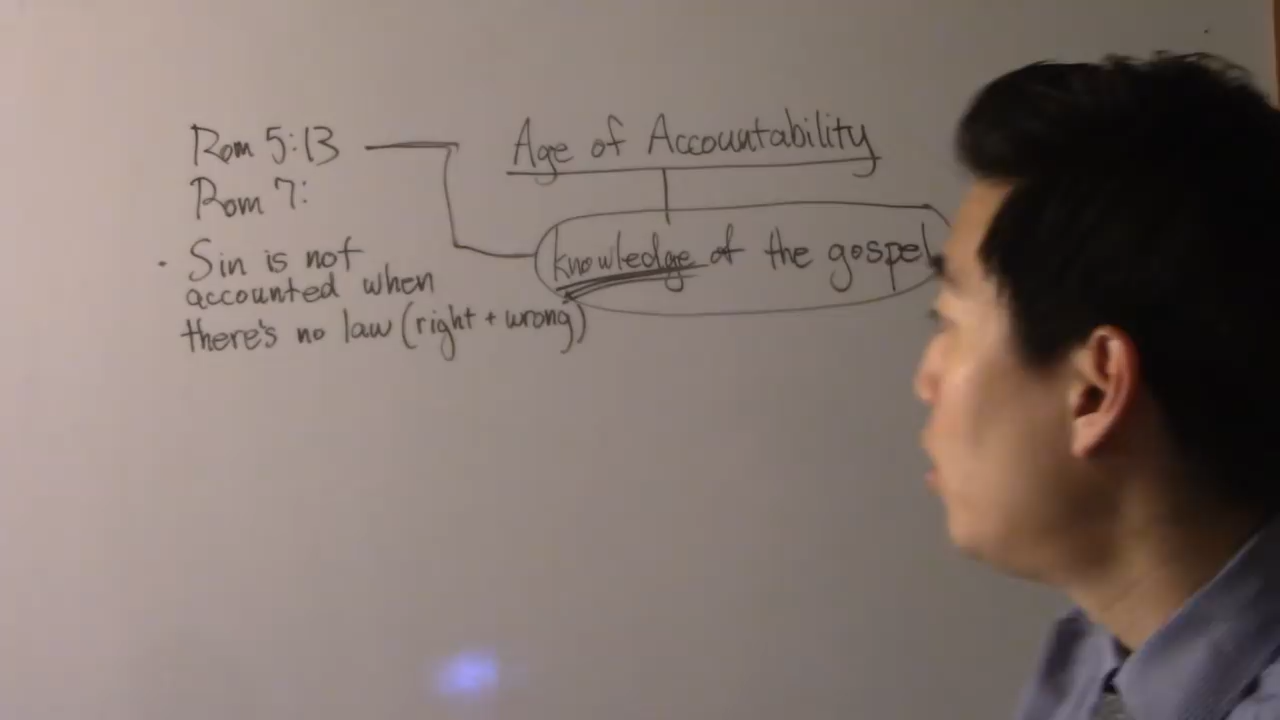 Rom 5:13
Rom 7:
· Sin is not
accounted when
there's no law (right + wrong)
Age of Accountability
knowledge of the gospel